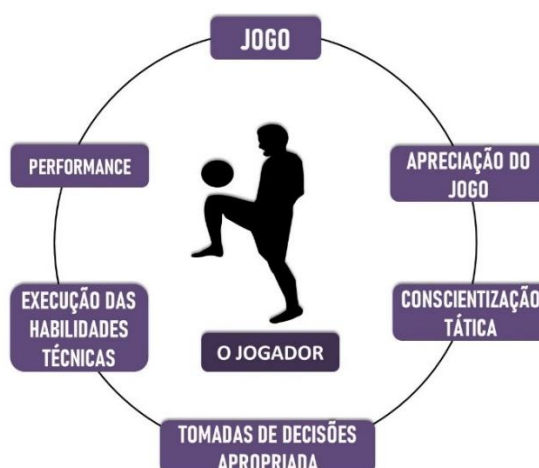 JOGO
APRECIAÇÃO DO
JOGO
CONSCIENTIZAÇÃO
TÁTICA
TOMADAS DE DECISÕES
APROPRIADA
EXECUÇÃO DAS
HABILIDADES
TÉCNICAS
PERFORMANCE
O JOGADOR